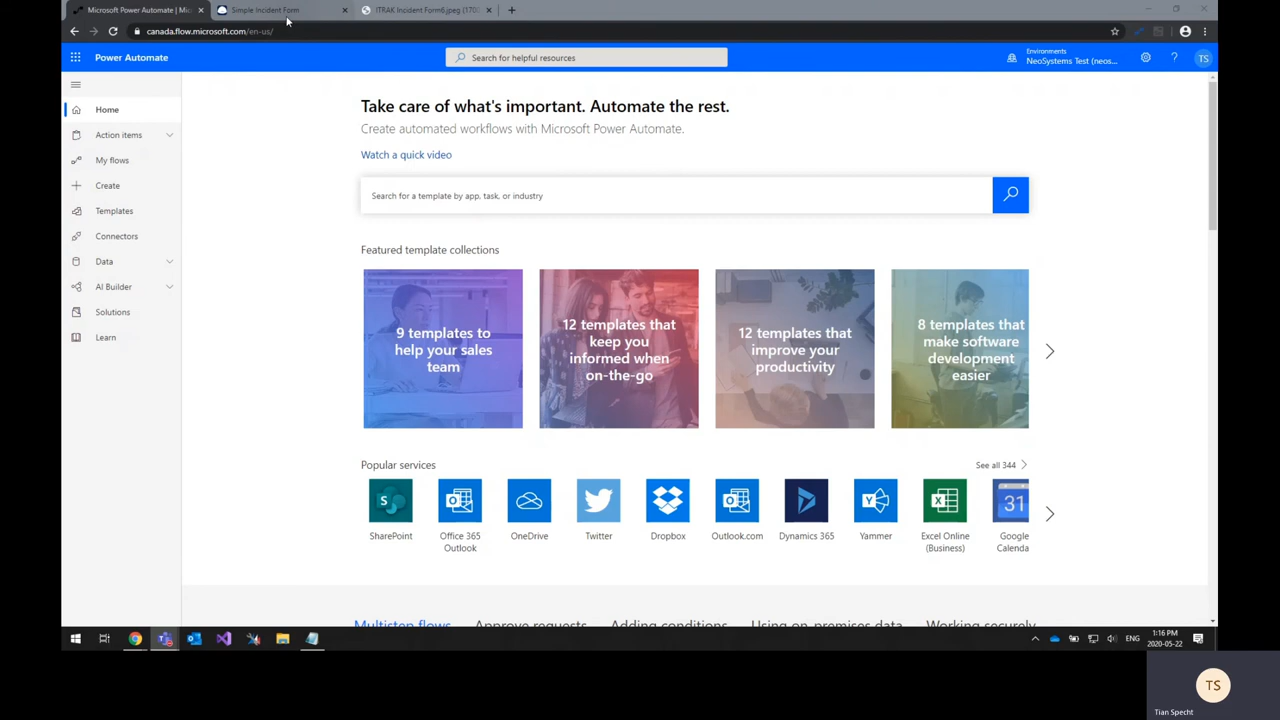 Microsoft Power Automate | Mic
Simple Incident Form
ITRAK Incident Form6.jpeg (1700
canada.flow.microsoft.com/en-us/
Power Automate
Search for helpful resources
Environments
NeoSystems Test (neos...
TS
Home
Action items
My flows
Create
Templates
Connectors
Data
AI Builder
Solutions
Learn
Take care of what's important. Automate the rest.
Create automated workflows with Microsoft Power Automate.
Watch a quick video
Search for a template by app, task, or industry
Featured template collections
9 templates to
help your sales
team
12 templates that
keep you
informed when
on-the-go
12 templates that
improve your
productivity
8 templates that
make software
development
easier
Popular services
See all 344
S
31
SharePoint
Office 365
Outlook
OneDrive
Twitter
Dropbox
Outlook.com
Dynamics 365
Yammer
Excel Online
(Business)
Google
Calenda
Multistep flows
Approve requests
Adding conditions
Using on-premises data
Working securely
ENG
1:16 PM
2020-05-22
TS
Tian Specht